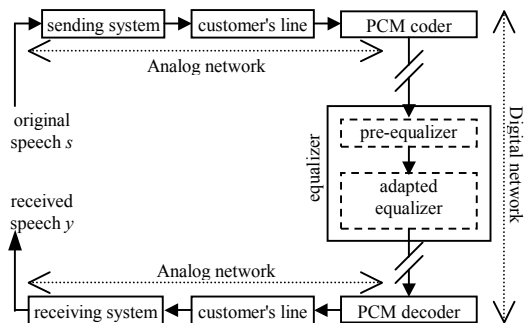 sending system
customer's line
PCM coder
Analog network
original
speech s
pre-equalizer
adapted
equalizer
equalizer
Digital network
received
speech y
Analog network
receiving system
customer's line
PCM decoder